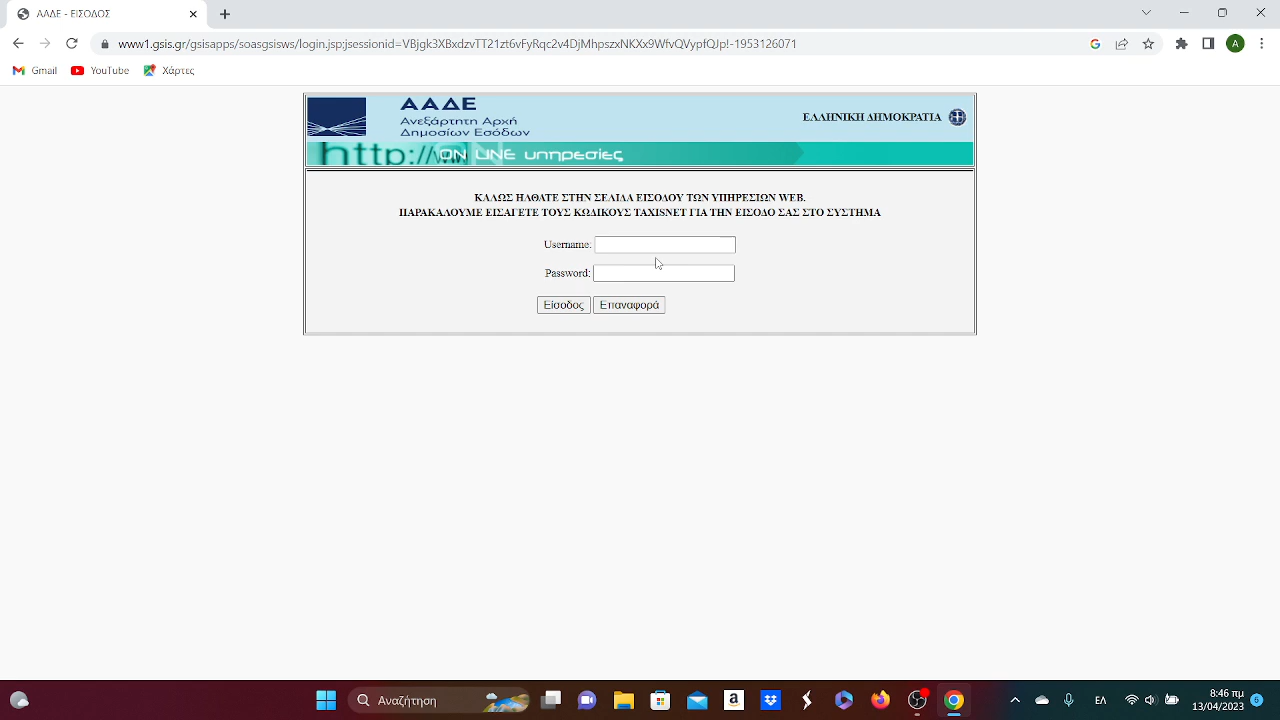 ΑΑΔΕ - ΕΙΣΟΔΟΣ
www1.gsis.gr/gsisapps/soasgsisws/login.jsp;jsessionid=VBjgk3XBxdzvTT21zt6vFyRqc2v4DjMhpszxNKXx9WfvQVypfQJp!-1953126071
A
Gmail YouTube Χάρτες
ΑΑΔΕ
Ανεξάρτητη Αρχή
Δημοσίων Εσόδων
ΕΛΛΗΝΙΚΗ ΔΗΜΟΚΡΑΤΙΑ
http://www ON LINE υπηρεσίες
ΚΑΛΩΣ ΗΛΘΑΤΕ ΣΤΗΝ ΣΕΛΙΔΑ ΕΙΣΟΔΟΥ ΤΩΝ ΥΠΗΡΕΣΙΩΝ WEB.
ΠΑΡΑΚΑΛΟΥΜΕ ΕΙΣΑΓΕΤΕ ΤΟΥΣ ΚΩΔΙΚΟΥΣ TAXISNET ΓΙΑ ΤΗΝ ΕΙΣΟΔΟ ΣΑΣ ΣΤΟ ΣΥΣΤΗΜΑ
Username:
Password:
Είσοδος Επαναφορά
Αναζήτηση
ΕΛ
8:46 πμ
13/04/2023
5